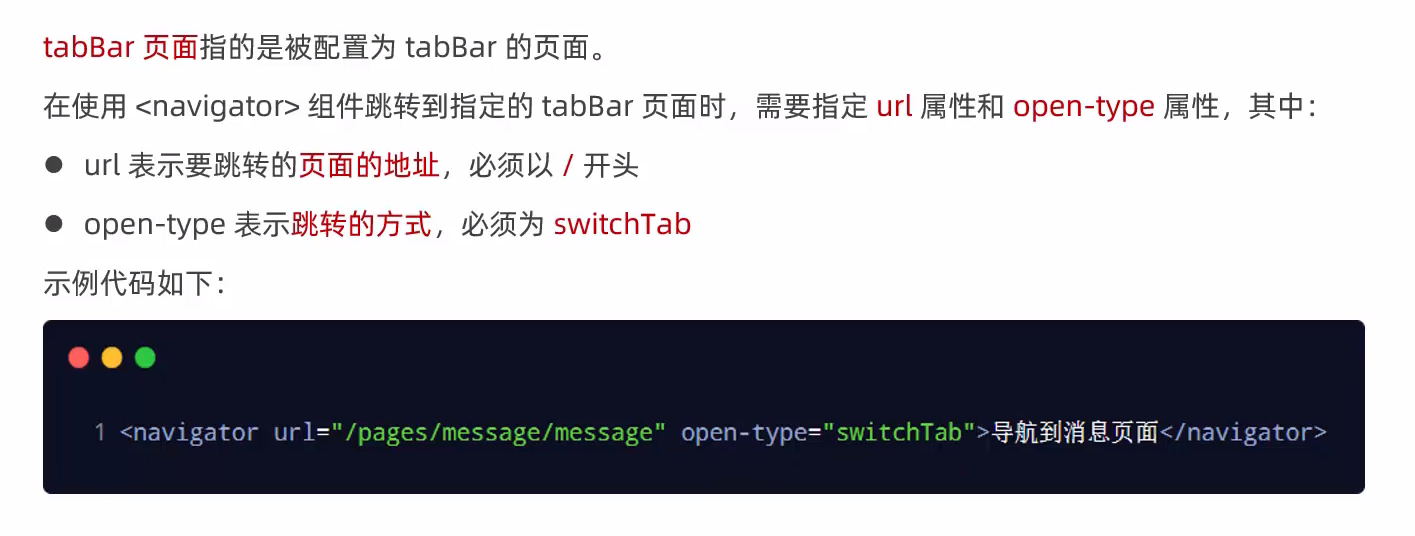 tabBar 页面指的是被配置为 tabBar 的页面。
在使用 <navigator> 组件跳转到指定的 tabBar 页面时，需要指定 url 属性和 open-type 属性，其中：
● url 表示要跳转的页面的地址，必须以 / 开头
● open-type 表示跳转的方式，必须为 switchTab
示例代码如下：
1 <navigator url="/pages/message/message" open-type="switchTab">导航到消息页面</navigator>